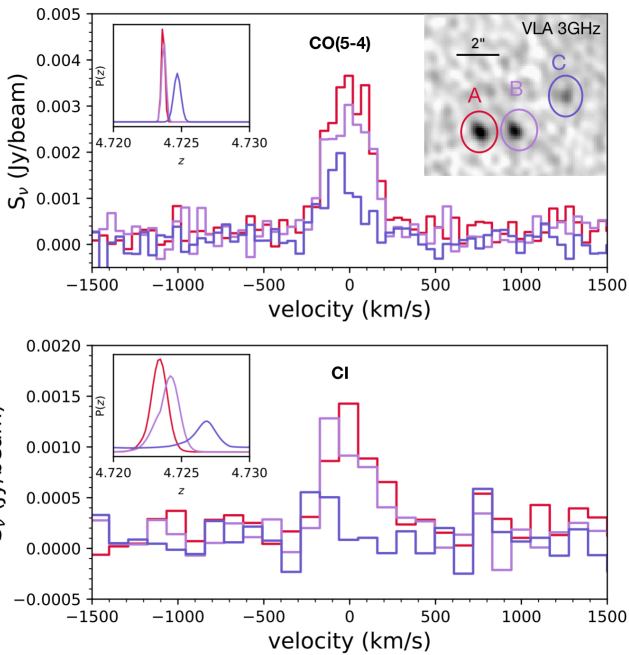 0.005
0.004
0.003
0.002
0.001
0.000
Sν (Jy/beam)
P(z)
4.720 4.725 4.730
z
CO(5-4)
VLA 3GHz
2"
A
B
C
−1500 −1000 −500 0 500 1000 1500
velocity (km/s)
0.0020
0.0015
0.0010
0.0005
0.0000
−0.0005
P(z)
4.720 4.725 4.730
z
CI
−1500 −1000 −500 0 500 1000 1500
velocity (km/s)